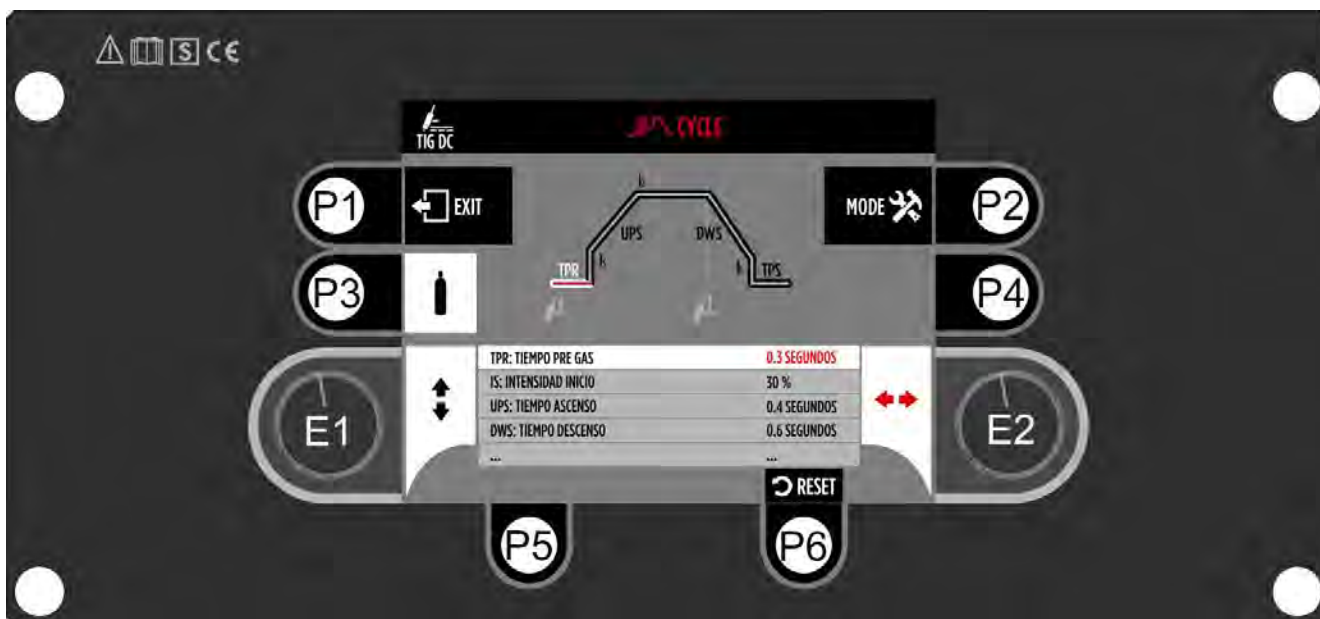 S CE
TIG DC
CYCLE
P1
EXIT
MODE
P2
UPS
DWS
TPR
TPS
P3
P4
TPR: TIEMPO PRE GAS 0.3 SEGUNDOS
IS: INTENSIDAD INICIO 30 %
UPS: TIEMPO ASCENSO 0.4 SEGUNDOS
DWS: TIEMPO DESCENSO 0.6 SEGUNDOS
... ...
E1
E2
RESET
P5
P6